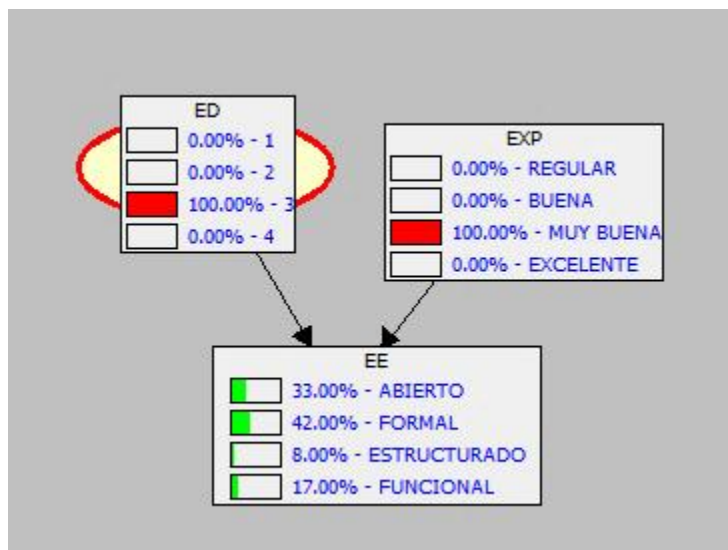 ED
0.00% - 1
0.00% - 2
100.00% - 3
0.00% - 4
EXP
0.00% - REGULAR
0.00% - BUENA
100.00% - MUY BUENA
0.00% - EXCELENTE
EE
33.00% - ABIERTO
42.00% - FORMAL
8.00% - ESTRUCTURADO
17.00% - FUNCIONAL